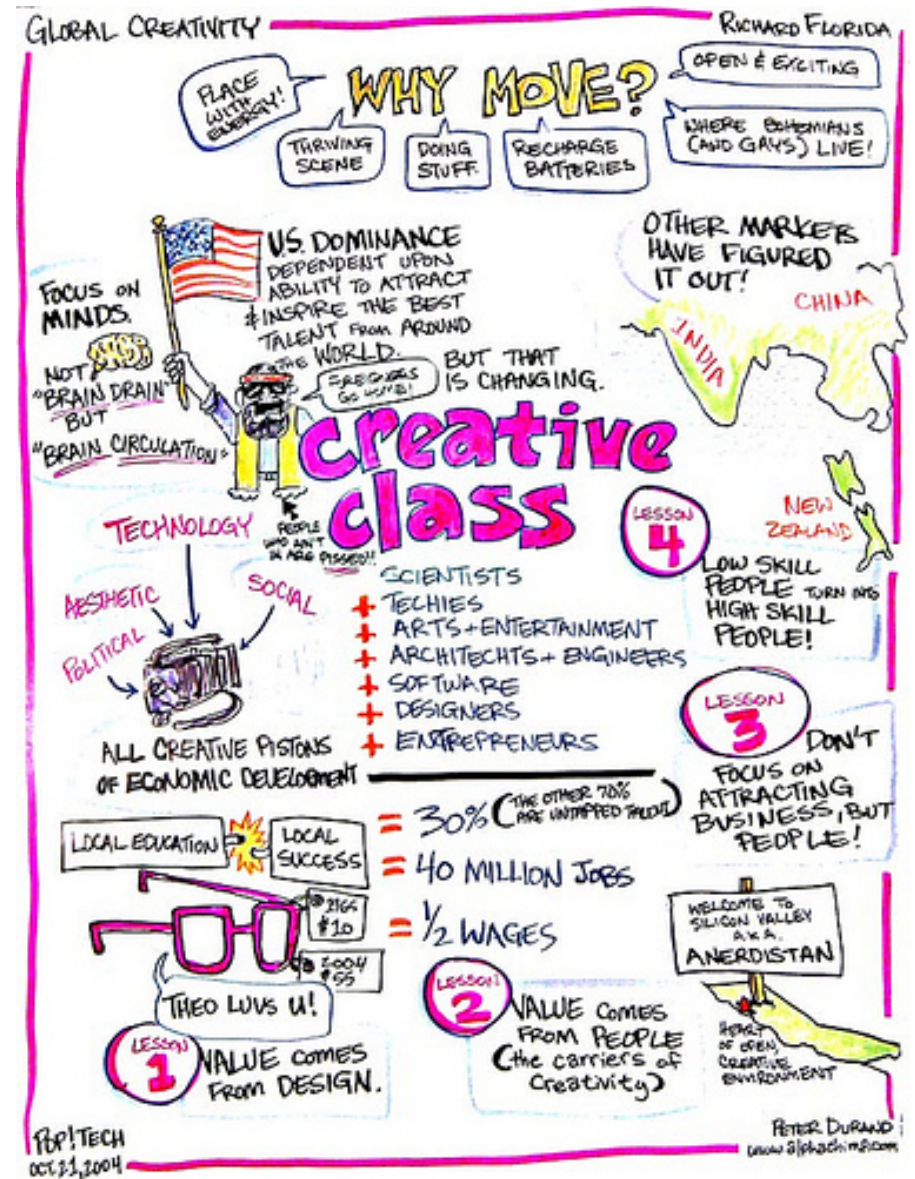 GLOBAL CREATIVITY
RICHARD FLORIDA
WHY MOVE?
PLACE
WITH
ENERGY!
THRIVING
SCENE
DOING
STUFF.
RECHARGE
BATTERIES
OPEN & EXCITING
WHERE BOHEMIANS
(AND GAYS) LIVE!
FOCUS ON
MINDS.
NOT
"BRAIN DRAIN"
BUT
"BRAIN CIRCULATION"
U.S. DOMINANCE
DEPENDENT UPON
ABILITY TO ATTRACT
& INSPIRE THE BEST
TALENT FROM AROUND
THE WORLD.
BUT THAT
IS CHANGING.
GO HOME!
OTHER MARKETS
HAVE FIGURED
IT OUT!
CHINA
INDIA
NEW
ZEALAND
creative
class
PEOPLE
WHO AIN'T
IN ARE PISSED!!
TECHNOLOGY
AESTHETIC
SOCIAL
POLITICAL
ALL CREATIVE PISTONS
OF ECONOMIC DEVELOPMENT
SCIENTISTS
+ TECHIES
+ ARTS + ENTERTAINMENT
+ ARCHITECHTS + ENGINEERS
+ SOFTWARE
+ DESIGNERS
+ ENTREPRENEURS
= 30% (THE OTHER 70%
ARE UNTAPPED TALENT)
= 40 MILLION JOBS
= 1/2 WAGES
LESSON
4
LOW SKILL
PEOPLE TURN INTO
HIGH SKILL
PEOPLE!
LESSON
3
DON'T
FOCUS ON
ATTRACTING
BUSINESS, BUT
PEOPLE!
LOCAL EDUCATION
LOCAL
SUCCESS
$10
2004
$55
THEO LUVS U!
LESSON
1
VALUE COMES
FROM DESIGN.
LESSON
2
VALUE COMES
FROM PEOPLE
(the carriers of
Creativity)
WELCOME TO
SILICON VALLEY
A.K.A.
ANERDISTAN
HEART
OF OPEN,
CREATIVE
ENVIRONMENT
POP!TECH
OCT.21,2004
PETER DURAND
www.alphachimp.com